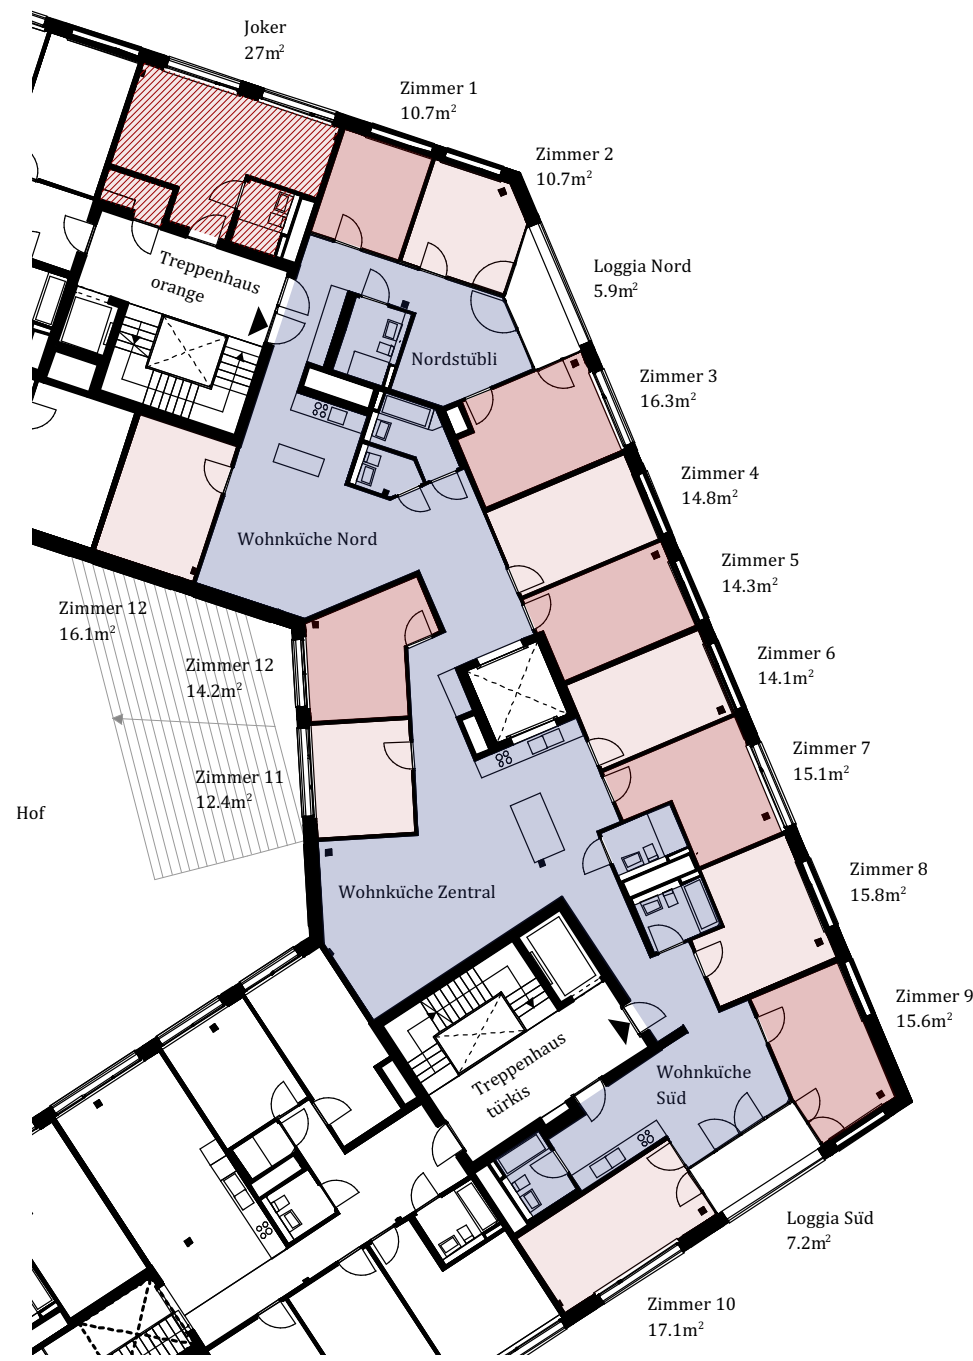 Joker
27m²
Zimmer 1
10.7m²
Zimmer 2
10.7m²
Treppenhaus
orange
Loggia Nord
5.9m²
Nordstübli
Zimmer 3
16.3m²
Zimmer 4
14.8m²
Wohnküche Nord
Zimmer 5
14.3m²
Zimmer 12
16.1m²
Zimmer 12
14.2m²
Zimmer 6
14.1m²
Zimmer 7
15.1m²
Zimmer 11
12.4m²
Hof
Wohnküche Zentral
Zimmer 8
15.8m²
Zimmer 9
15.6m²
Treppenhaus
türkis
Wohnküche
Süd
Loggia Süd
7.2m²
Zimmer 10
17.1m²